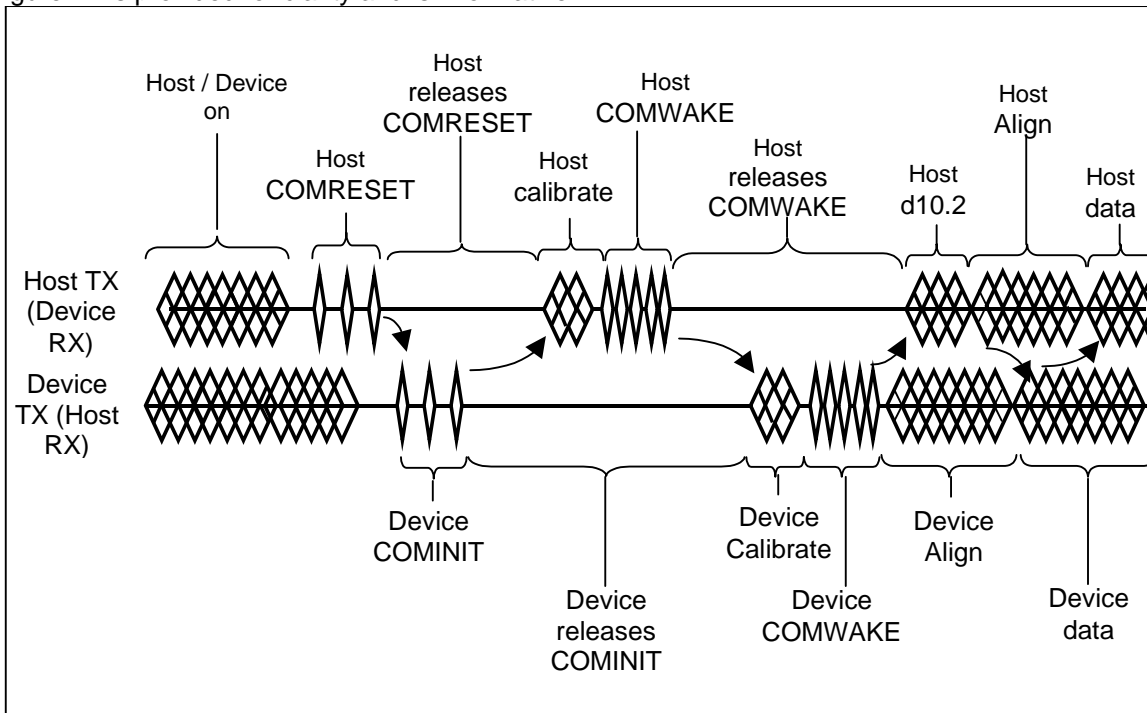 Host / Device
on
Host
COMRESET
Host
releases
COMRESET
Host
calibrate
Host
COMWAKE
Host
releases
COMWAKE
Host
d10.2
Host
Align
Host
data
Host TX
(Device
RX)
Device
TX (Host
RX)
Device
COMINIT
Device
releases
COMINIT
Device
Calibrate
Device
COMWAKE
Device
Align
Device
data